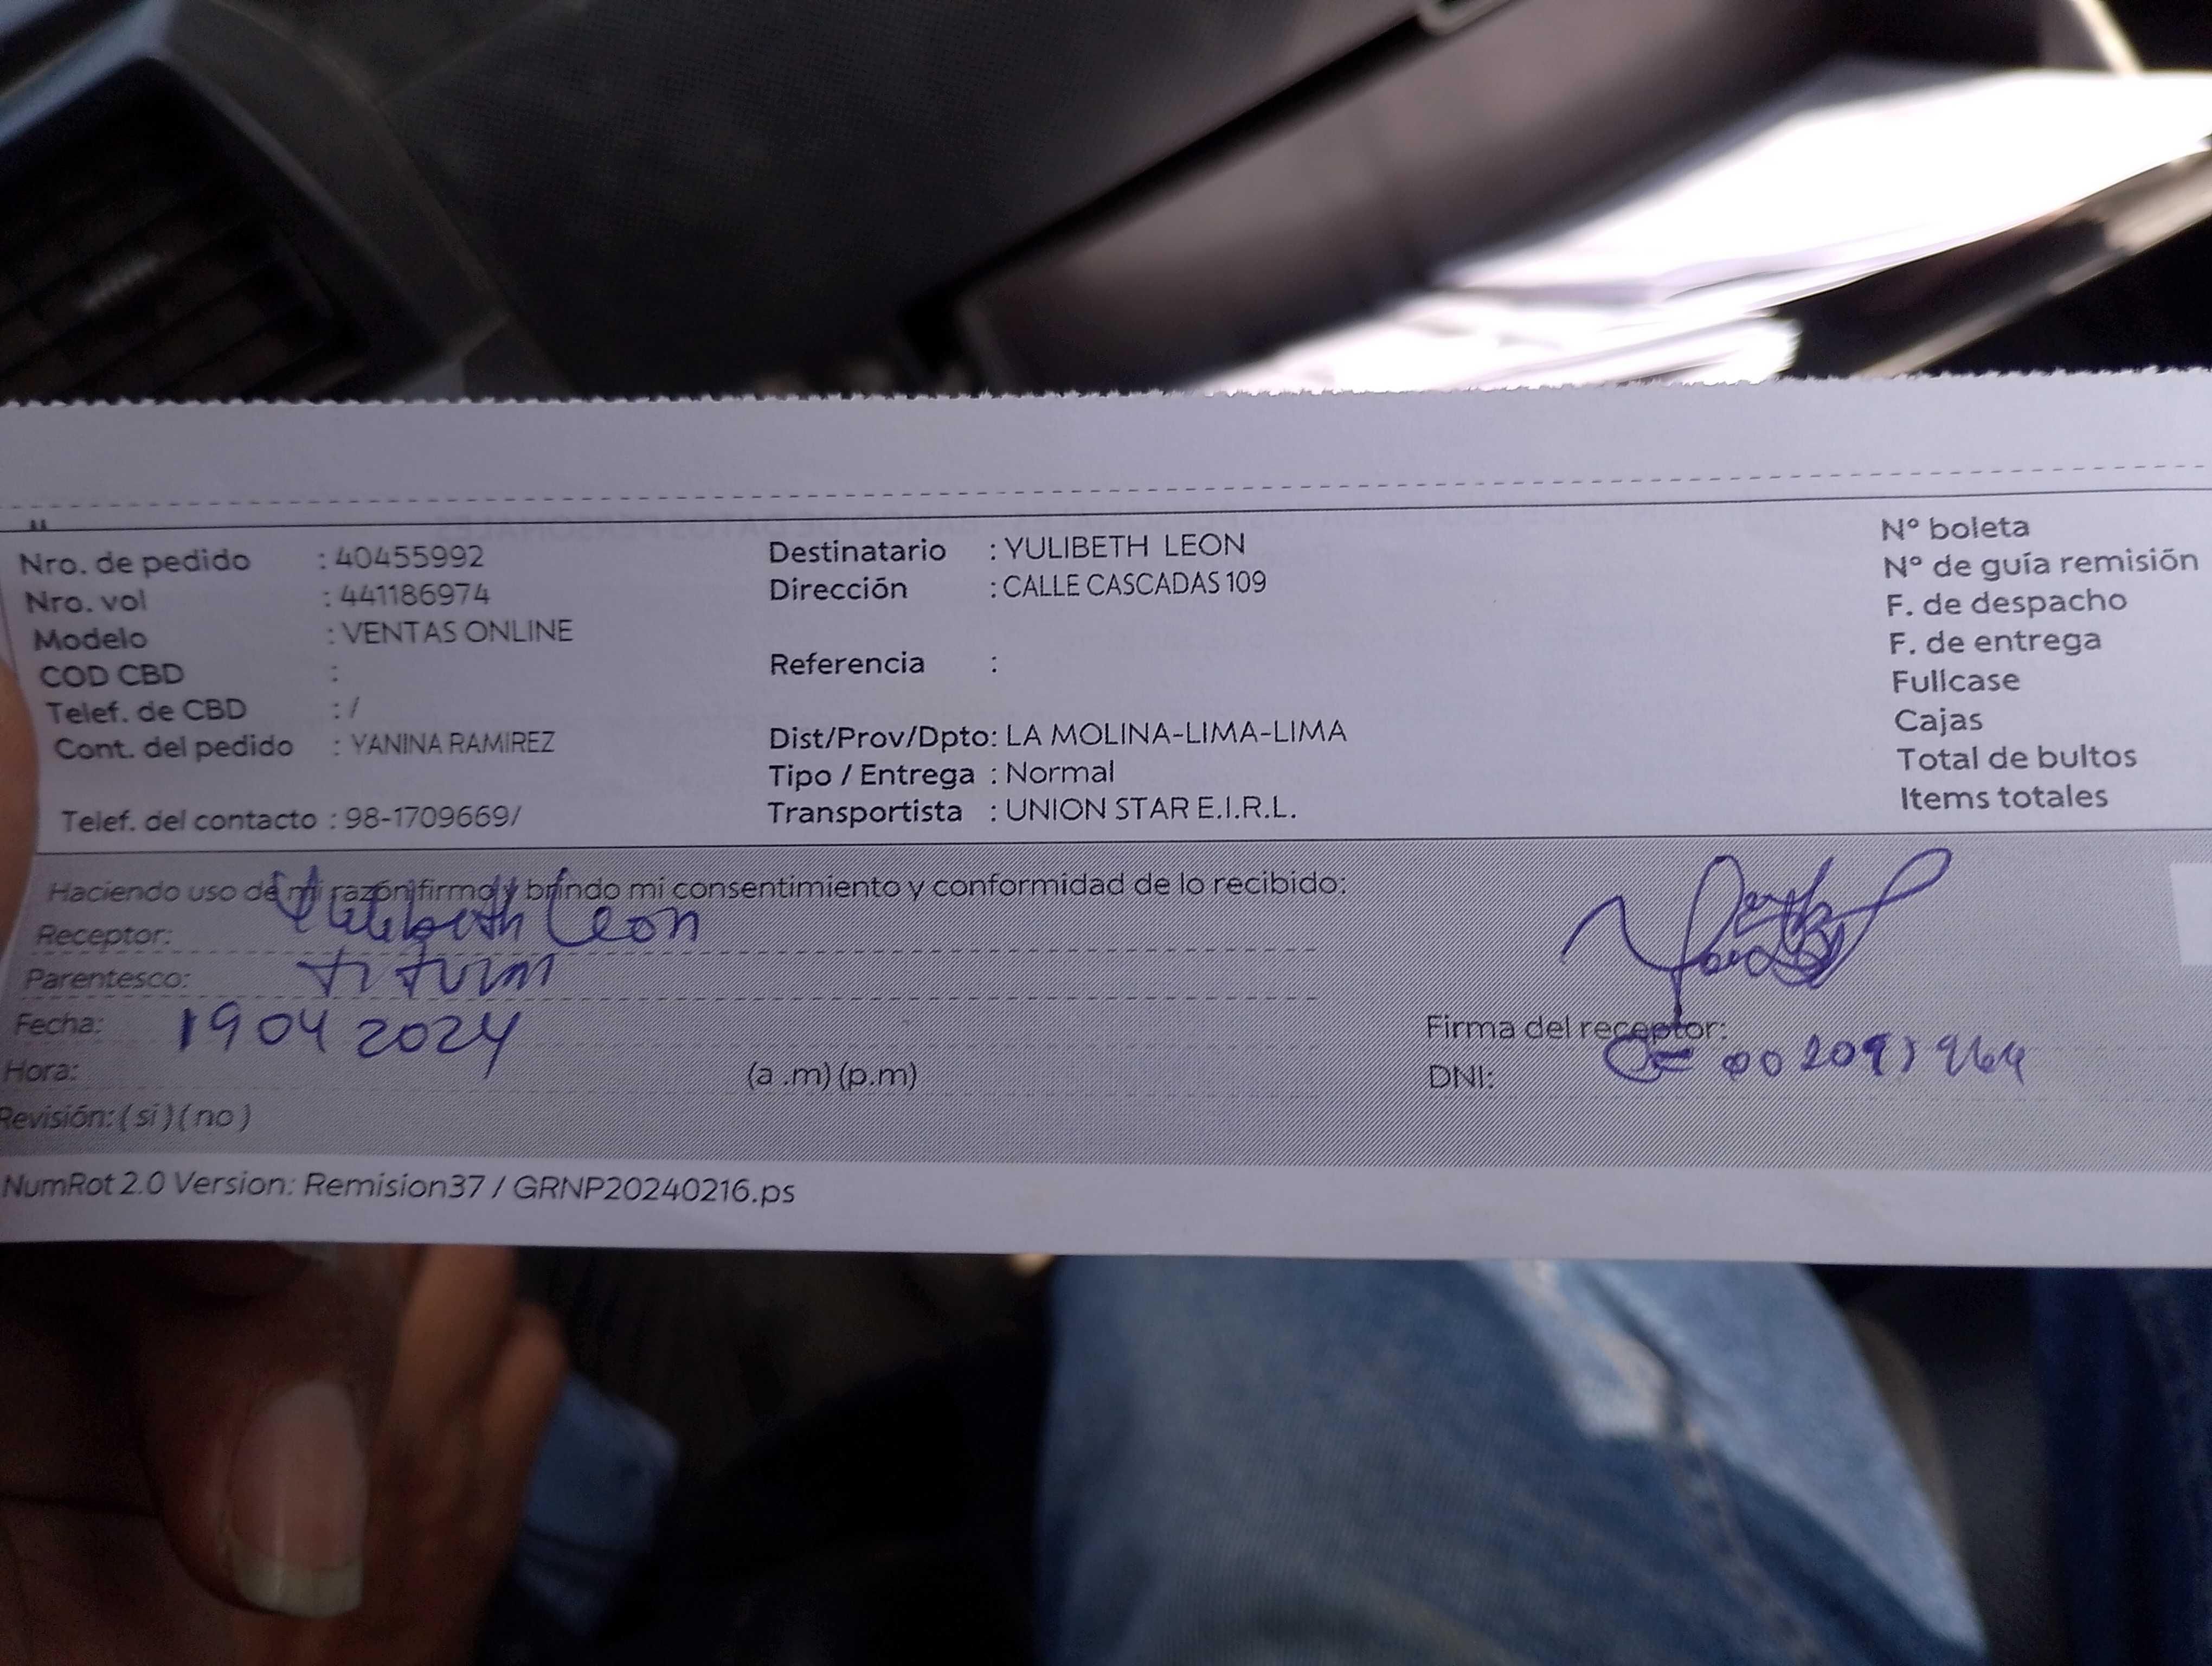 Nro. de pedido : 40455992
Nro. vol : 441186974
Modelo : VENTAS ONLINE
COD CBD :
Telef. de CBD : /
Cont. del pedido : YANINA RAMIREZ
Telef. del contacto : 98-1709669/
Destinatario : YULIBETH LEON
Dirección : CALLE CASCADAS 109
Referencia :
Dist/Prov/Dpto: LA MOLINA-LIMA-LIMA
Tipo / Entrega : Normal
Transportista : UNION STAR E.I.R.L.
Nº boleta
Nº de guía remisión
F. de despacho
F. de entrega
Fullcase
Cajas
Total de bultos
Items totales
Haciendo uso de mi razón firmo y brindo mi consentimiento y conformidad de lo recibido:
Receptor: Leon
Parentesco:
Fecha: 19 04 2024
Hora: (a .m) (p.m)
Revisión: ( si ) ( no )
Firma del receptor:
DNI:
NumRot 2.0 Version: Remision37 / GRNP20240216.ps